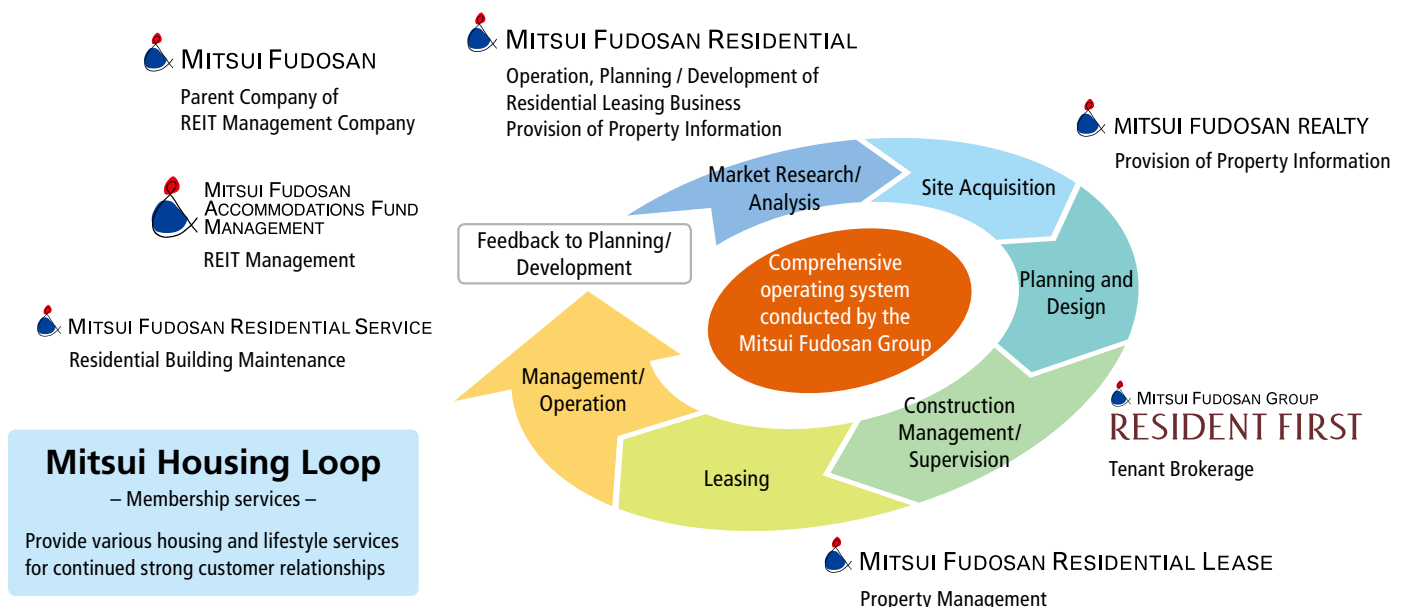 MITSUI FUDOSAN
Parent Company of
REIT Management Company
MITSUI FUDOSAN RESIDENTIAL
Operation, Planning / Development of
Residential Leasing Business
Provision of Property Information
MITSUI FUDOSAN REALTY
Provision of Property Information
MITSUI FUDOSAN
ACCOMMODATIONS FUND
MANAGEMENT
REIT Management
MITSUI FUDOSAN RESIDENTIAL SERVICE
Residential Building Maintenance
Market Research/
Analysis
Site Acquisition
Planning and
Design
Construction
Management/
Supervision
Leasing
Management/
Operation
Feedback to Planning/
Development
Comprehensive
operating system
conducted by the
Mitsui Fudosan Group
MITSUI FUDOSAN GROUP
RESIDENT FIRST
Tenant Brokerage
Mitsui Housing Loop
– Membership services –
Provide various housing and lifestyle services
for continued strong customer relationships
MITSUI FUDOSAN RESIDENTIAL LEASE
Property Management